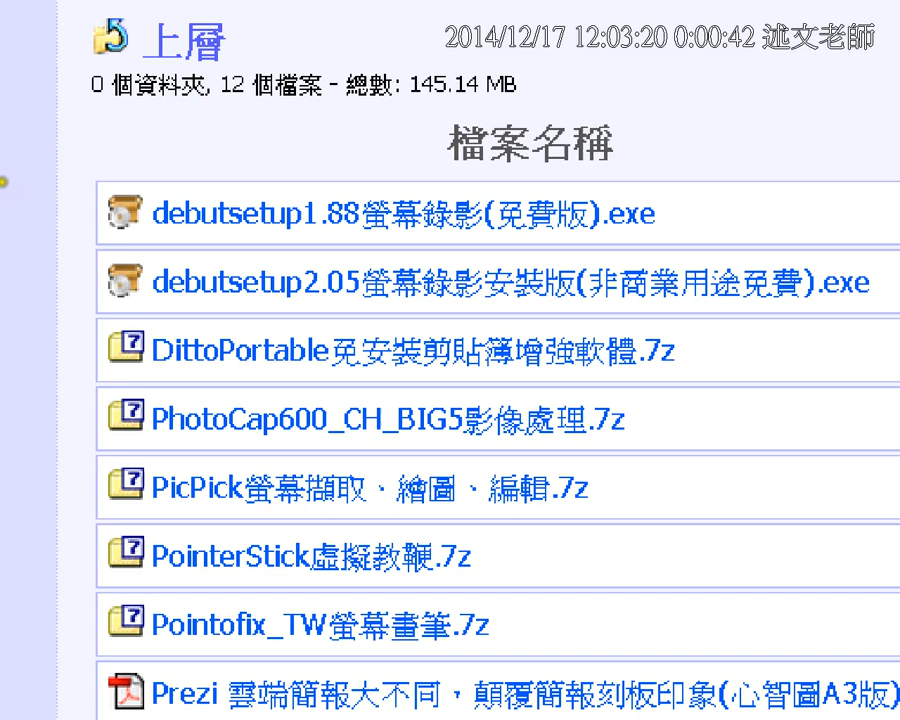 上層
2014/12/17 12:03:20 0:00:42 述文老師
0 個資料夾, 12 個檔案 - 總數: 145.14 MB
檔案名稱
debutsetup1.88螢幕錄影(免費版).exe
debutsetup2.05螢幕錄影安裝版(非商業用途免費).exe
DittoPortable免安裝剪貼簿增強軟體.7z
PhotoCap600_CH_BIG5影像處理.7z
PicPick螢幕擷取、繪圖、編輯.7z
PointerStick虛擬教鞭.7z
Pointofix_TW螢幕畫筆.7z
Prezi 雲端簡報大不同，顛覆簡報刻板印象(心智圖A3版)